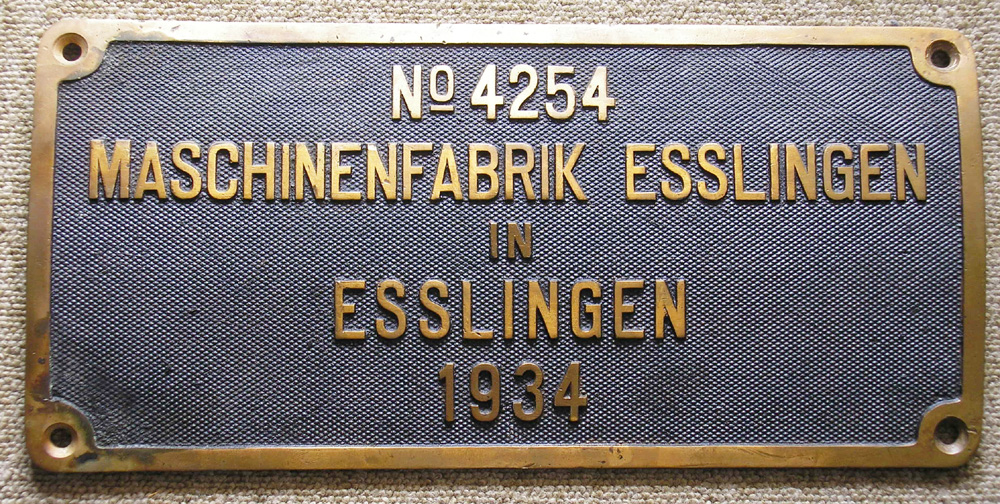 Nº 4254
MASCHINENFABRIK ESSLINGEN
IN
ESSLINGEN
1934